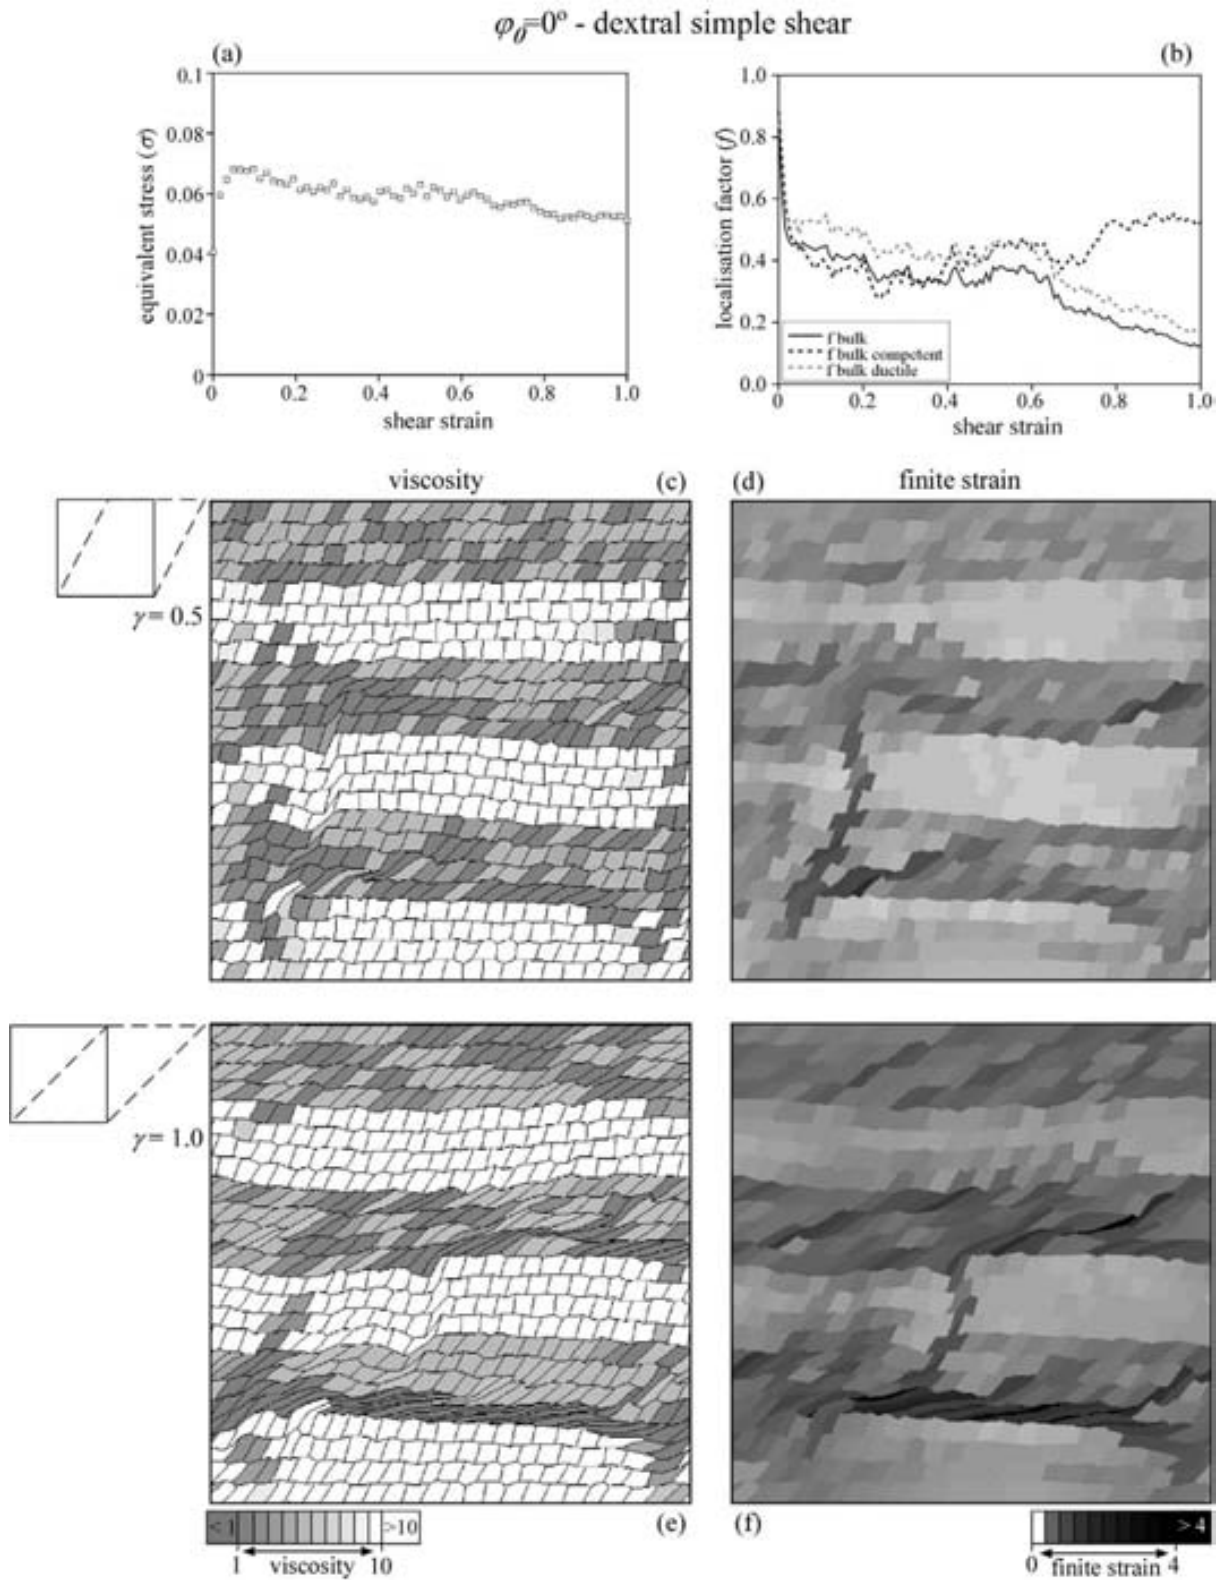 φ0=0º - dextral simple shear
(a)
equivalent stress (σ)
0.1
0.08
0.06
0.04
0.02
0
0 0.2 0.4 0.6 0.8 1.0
shear strain
(b)
localisation factor (f)
1.0
0.8
0.6
0.4
0.2
0.0
f bulk
f bulk competent
f bulk ductile
0 0.2 0.4 0.6 0.8 1.0
shear strain
viscosity (c)
(d) finite strain
γ = 0.5
γ = 1.0
<1 >10
1 viscosity 10
(e)
(f)
>4
0 finite strain 4